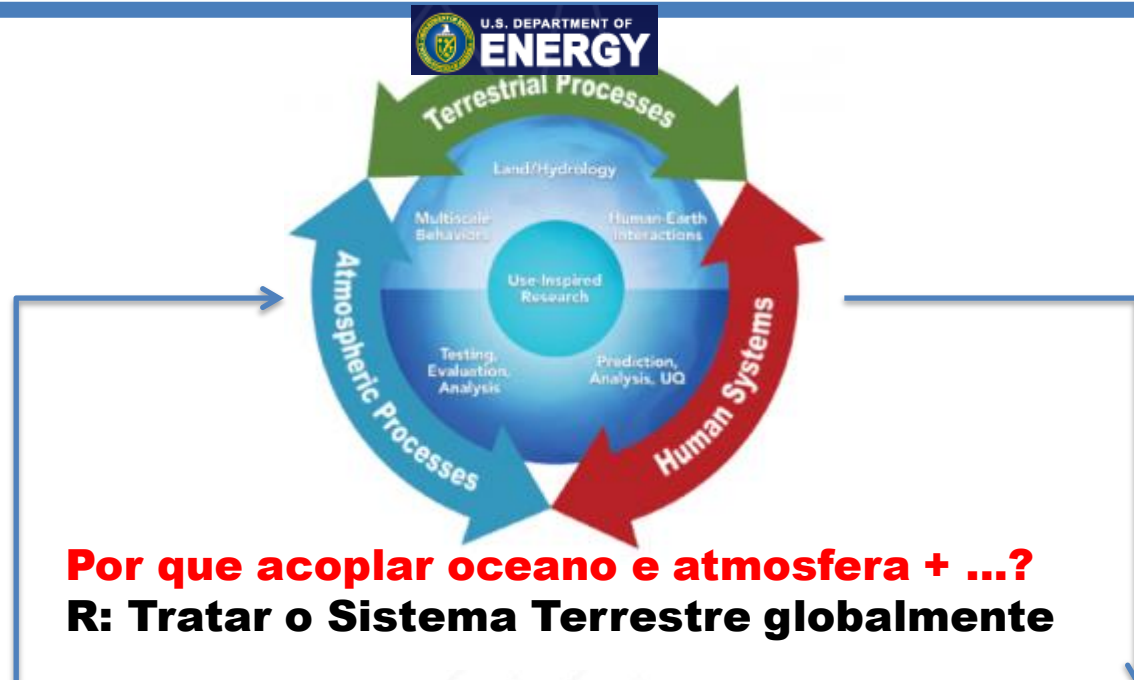 U.S. DEPARTMENT OF
ENERGY
Terrestrial Processes
Land/Hydrology
Multiscale
Behaviors
Human-Earth
Interactions
Use-Inspired
Research
Atmospheric Processes
Human Systems
Testing,
Evaluation,
Analysis
Prediction,
Analysis, UQ
Por que acoplar oceano e atmosfera + ...?
R: Tratar o Sistema Terrestre globalmente